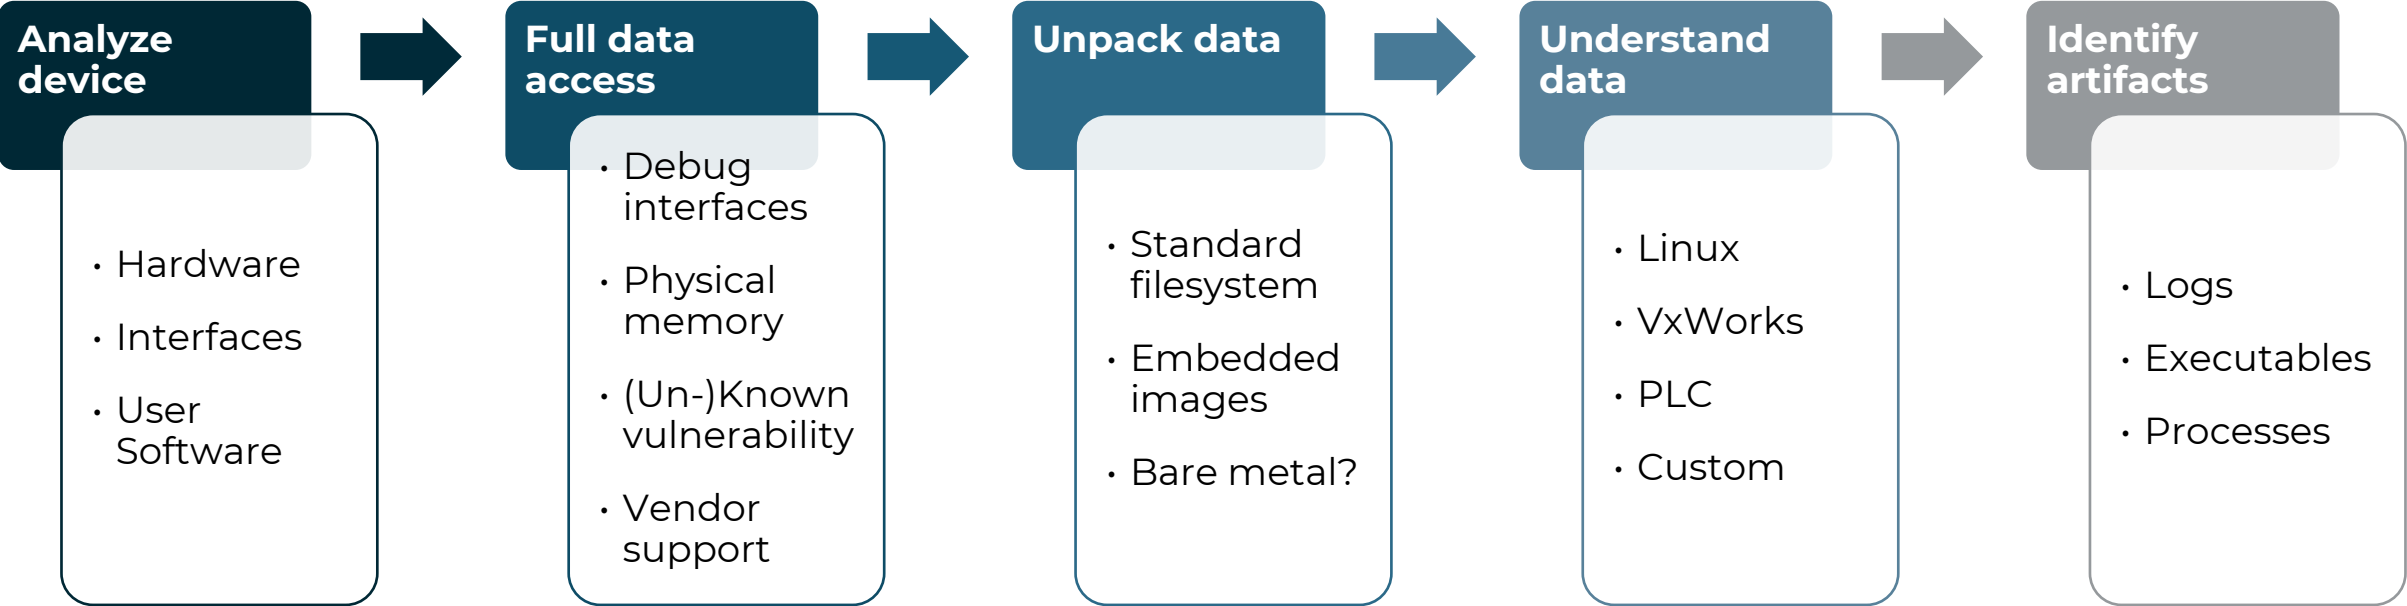 Analyze
device
• Hardware
• Interfaces
• User
Software
Full data
access
• Debug
interfaces
• Physical
memory
• (Un-)Known
vulnerability
• Vendor
support
Unpack data
• Standard
filesystem
• Embedded
images
• Bare metal?
Understand
data
• Linux
• VxWorks
• PLC
• Custom
Identify
artifacts
• Logs
• Executables
• Processes